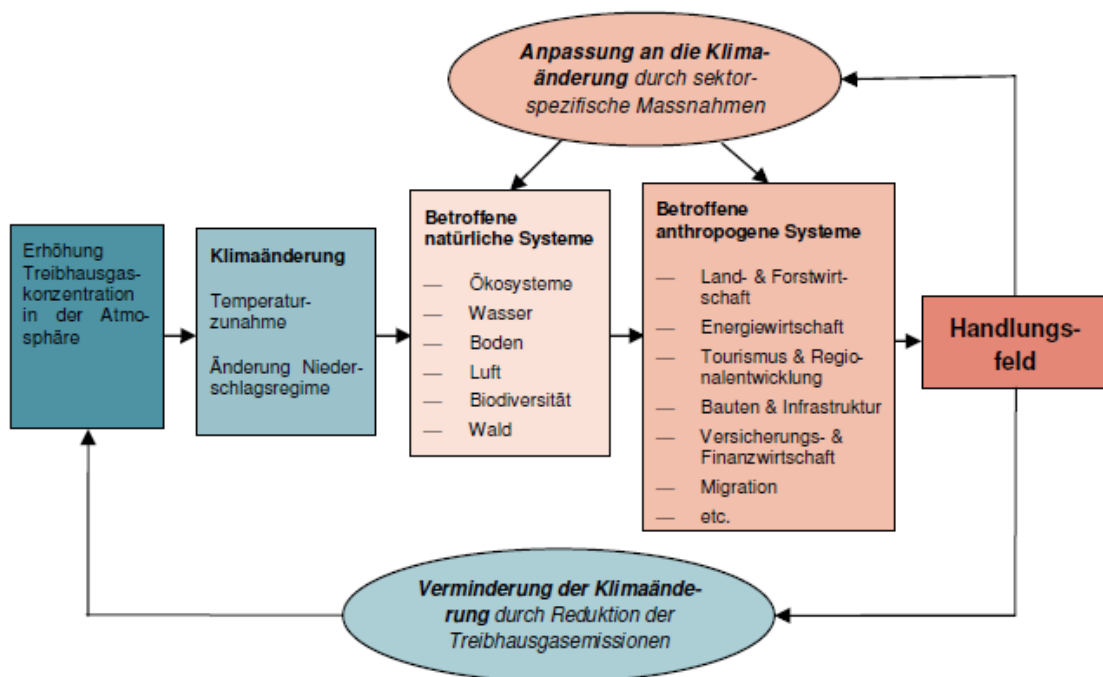 Anpassung an die Klima-
änderung durch sektor-
spezifische Massnahmen
Erhöhung
Treibhausgas-
konzentration
in der Atmo-
sphäre
Klimaänderung
Temperatur-
zunahme
Änderung Nieder-
schlagsregime
Betroffene
natürliche Systeme
— Ökosysteme
— Wasser
— Boden
— Luft
— Biodiversität
— Wald
Betroffene
anthropogene Systeme
— Land- & Forstwirt-
schaft
— Energiewirtschaft
— Tourismus & Regio-
nalentwicklung
— Bauten & Infrastruktur
— Versicherungs- &
Finanzwirtschaft
— Migration
— etc.
Handlungs-
feld
Verminderung der Klimaände-
rung durch Reduktion der
Treibhausgasemissionen